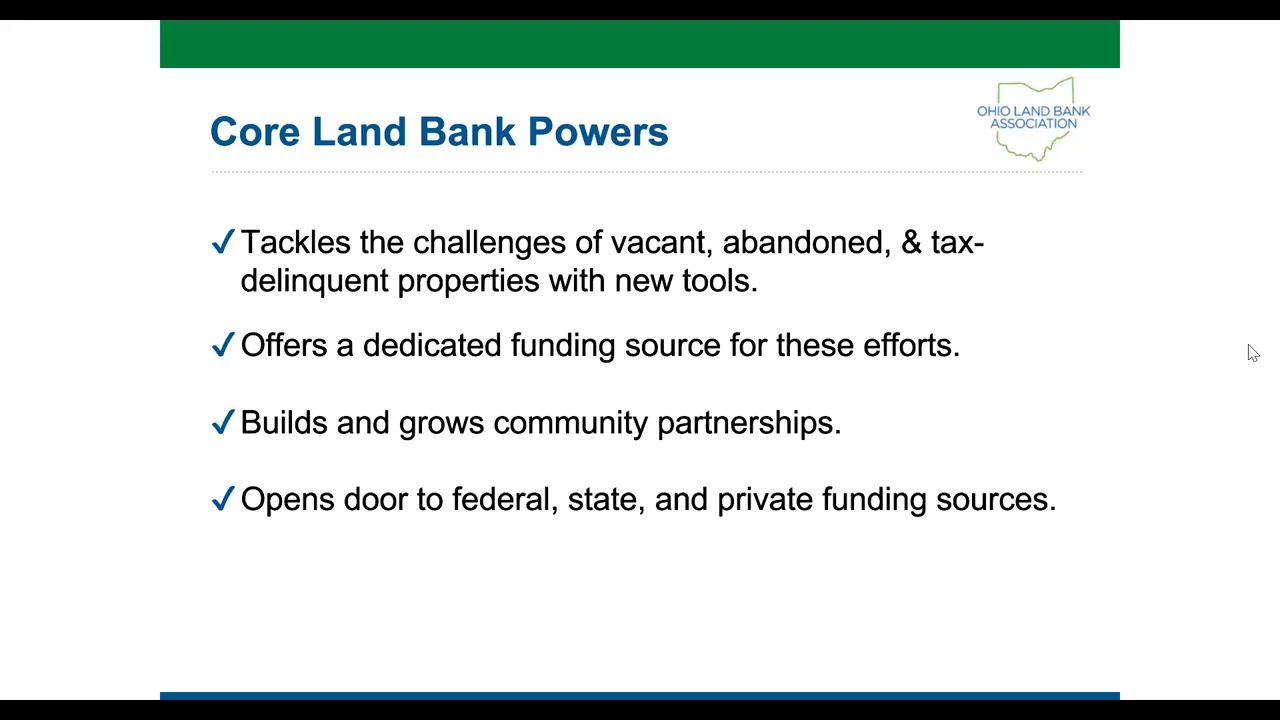 OHIO LAND BANK
ASSOCIATION
Core Land Bank Powers
✓Tackles the challenges of vacant, abandoned, & tax-
delinquent properties with new tools.
✓Offers a dedicated funding source for these efforts.
✓Builds and grows community partnerships.
✓Opens door to federal, state, and private funding sources.